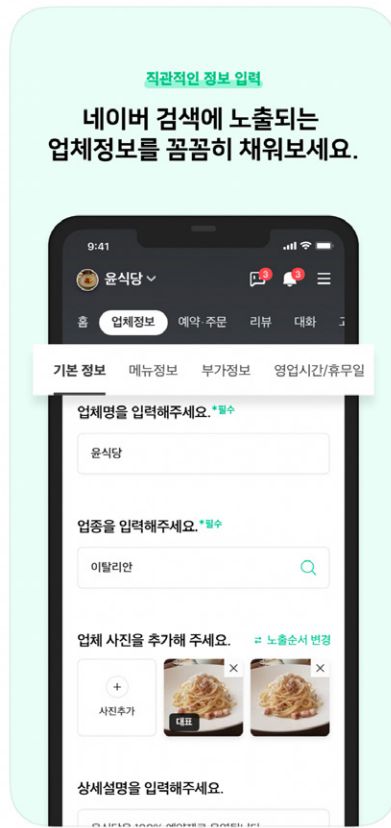 직관적인 정보 입력
네이버 검색에 노출되는
업체정보를 꼼꼼히 채워보세요.
9:41
윤식당
3
3
홈 업체정보 예약·주문 리뷰 대화
기본 정보 메뉴정보 부가정보 영업시간/휴무일
업체명을 입력해주세요. *필수
윤식당
업종을 입력해주세요. *필수
이탈리안
업체 사진을 추가해 주세요. 노출순서 변경
사진추가
대표
상세설명을 입력해주세요.